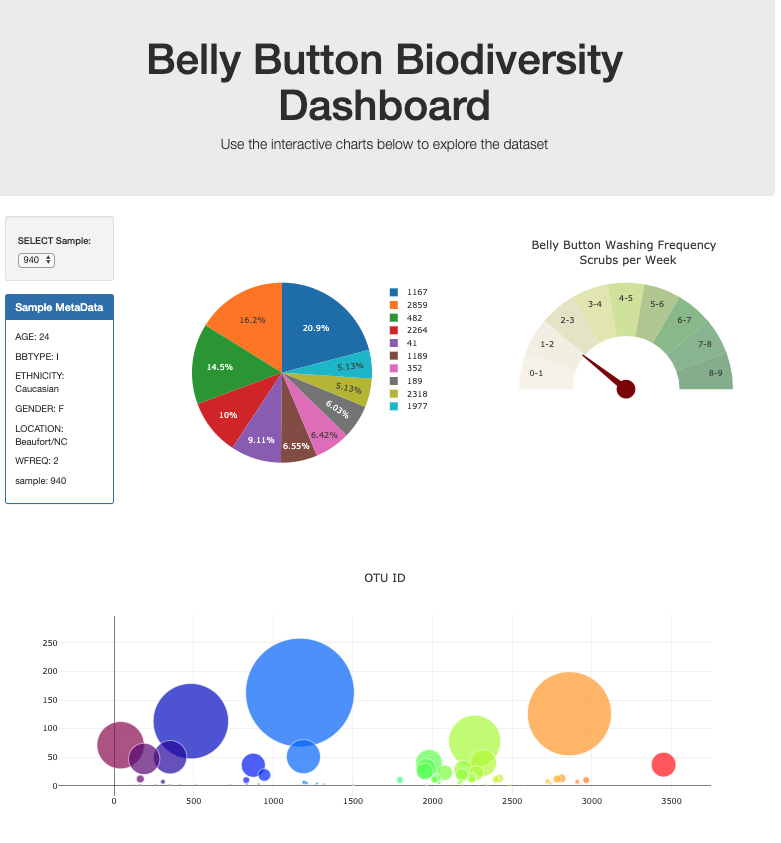 Belly Button Biodiversity
Dashboard
Use the interactive charts below to explore the dataset
SELECT Sample:
940
Sample MetaData
AGE: 24
BBTYPE: I
ETHNICITY:
Caucasian
GENDER: F
LOCATION:
Beaufort/NC
WFREQ: 2
sample: 940
20.9%
5.13%
5.13%
6.03%
6.42%
6.55%
9.11%
10%
14.5%
16.2%
1167
2859
482
2264
41
1189
352
189
2318
1977
Belly Button Washing Frequency
Scrubs per Week
0-1
1-2
2-3
3-4
4-5
5-6
6-7
7-8
8-9
OTU ID
250
200
150
100
50
0
0
500
1000
1500
2000
2500
3000
3500